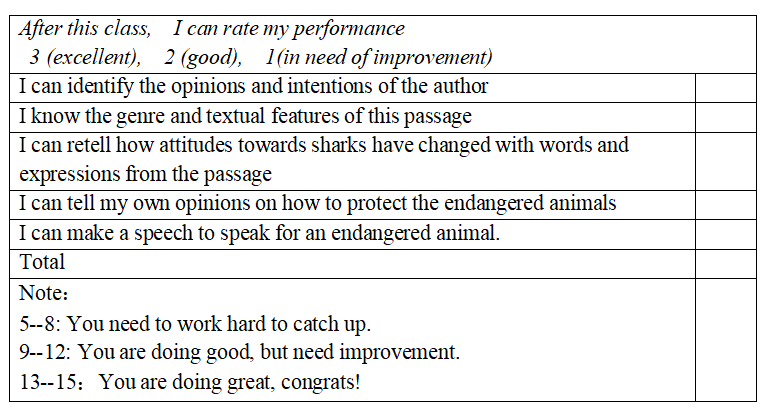 After this class, I can rate my performance
3 (excellent), 2 (good), 1(in need of improvement)
I can identify the opinions and intentions of the author
I know the genre and textual features of this passage
I can retell how attitudes towards sharks have changed with words and
expressions from the passage
I can tell my own opinions on how to protect the endangered animals
I can make a speech to speak for an endangered animal.
Total
Note：
5--8: You need to work hard to catch up.
9--12: You are doing good, but need improvement.
13--15：You are doing great, congrats!